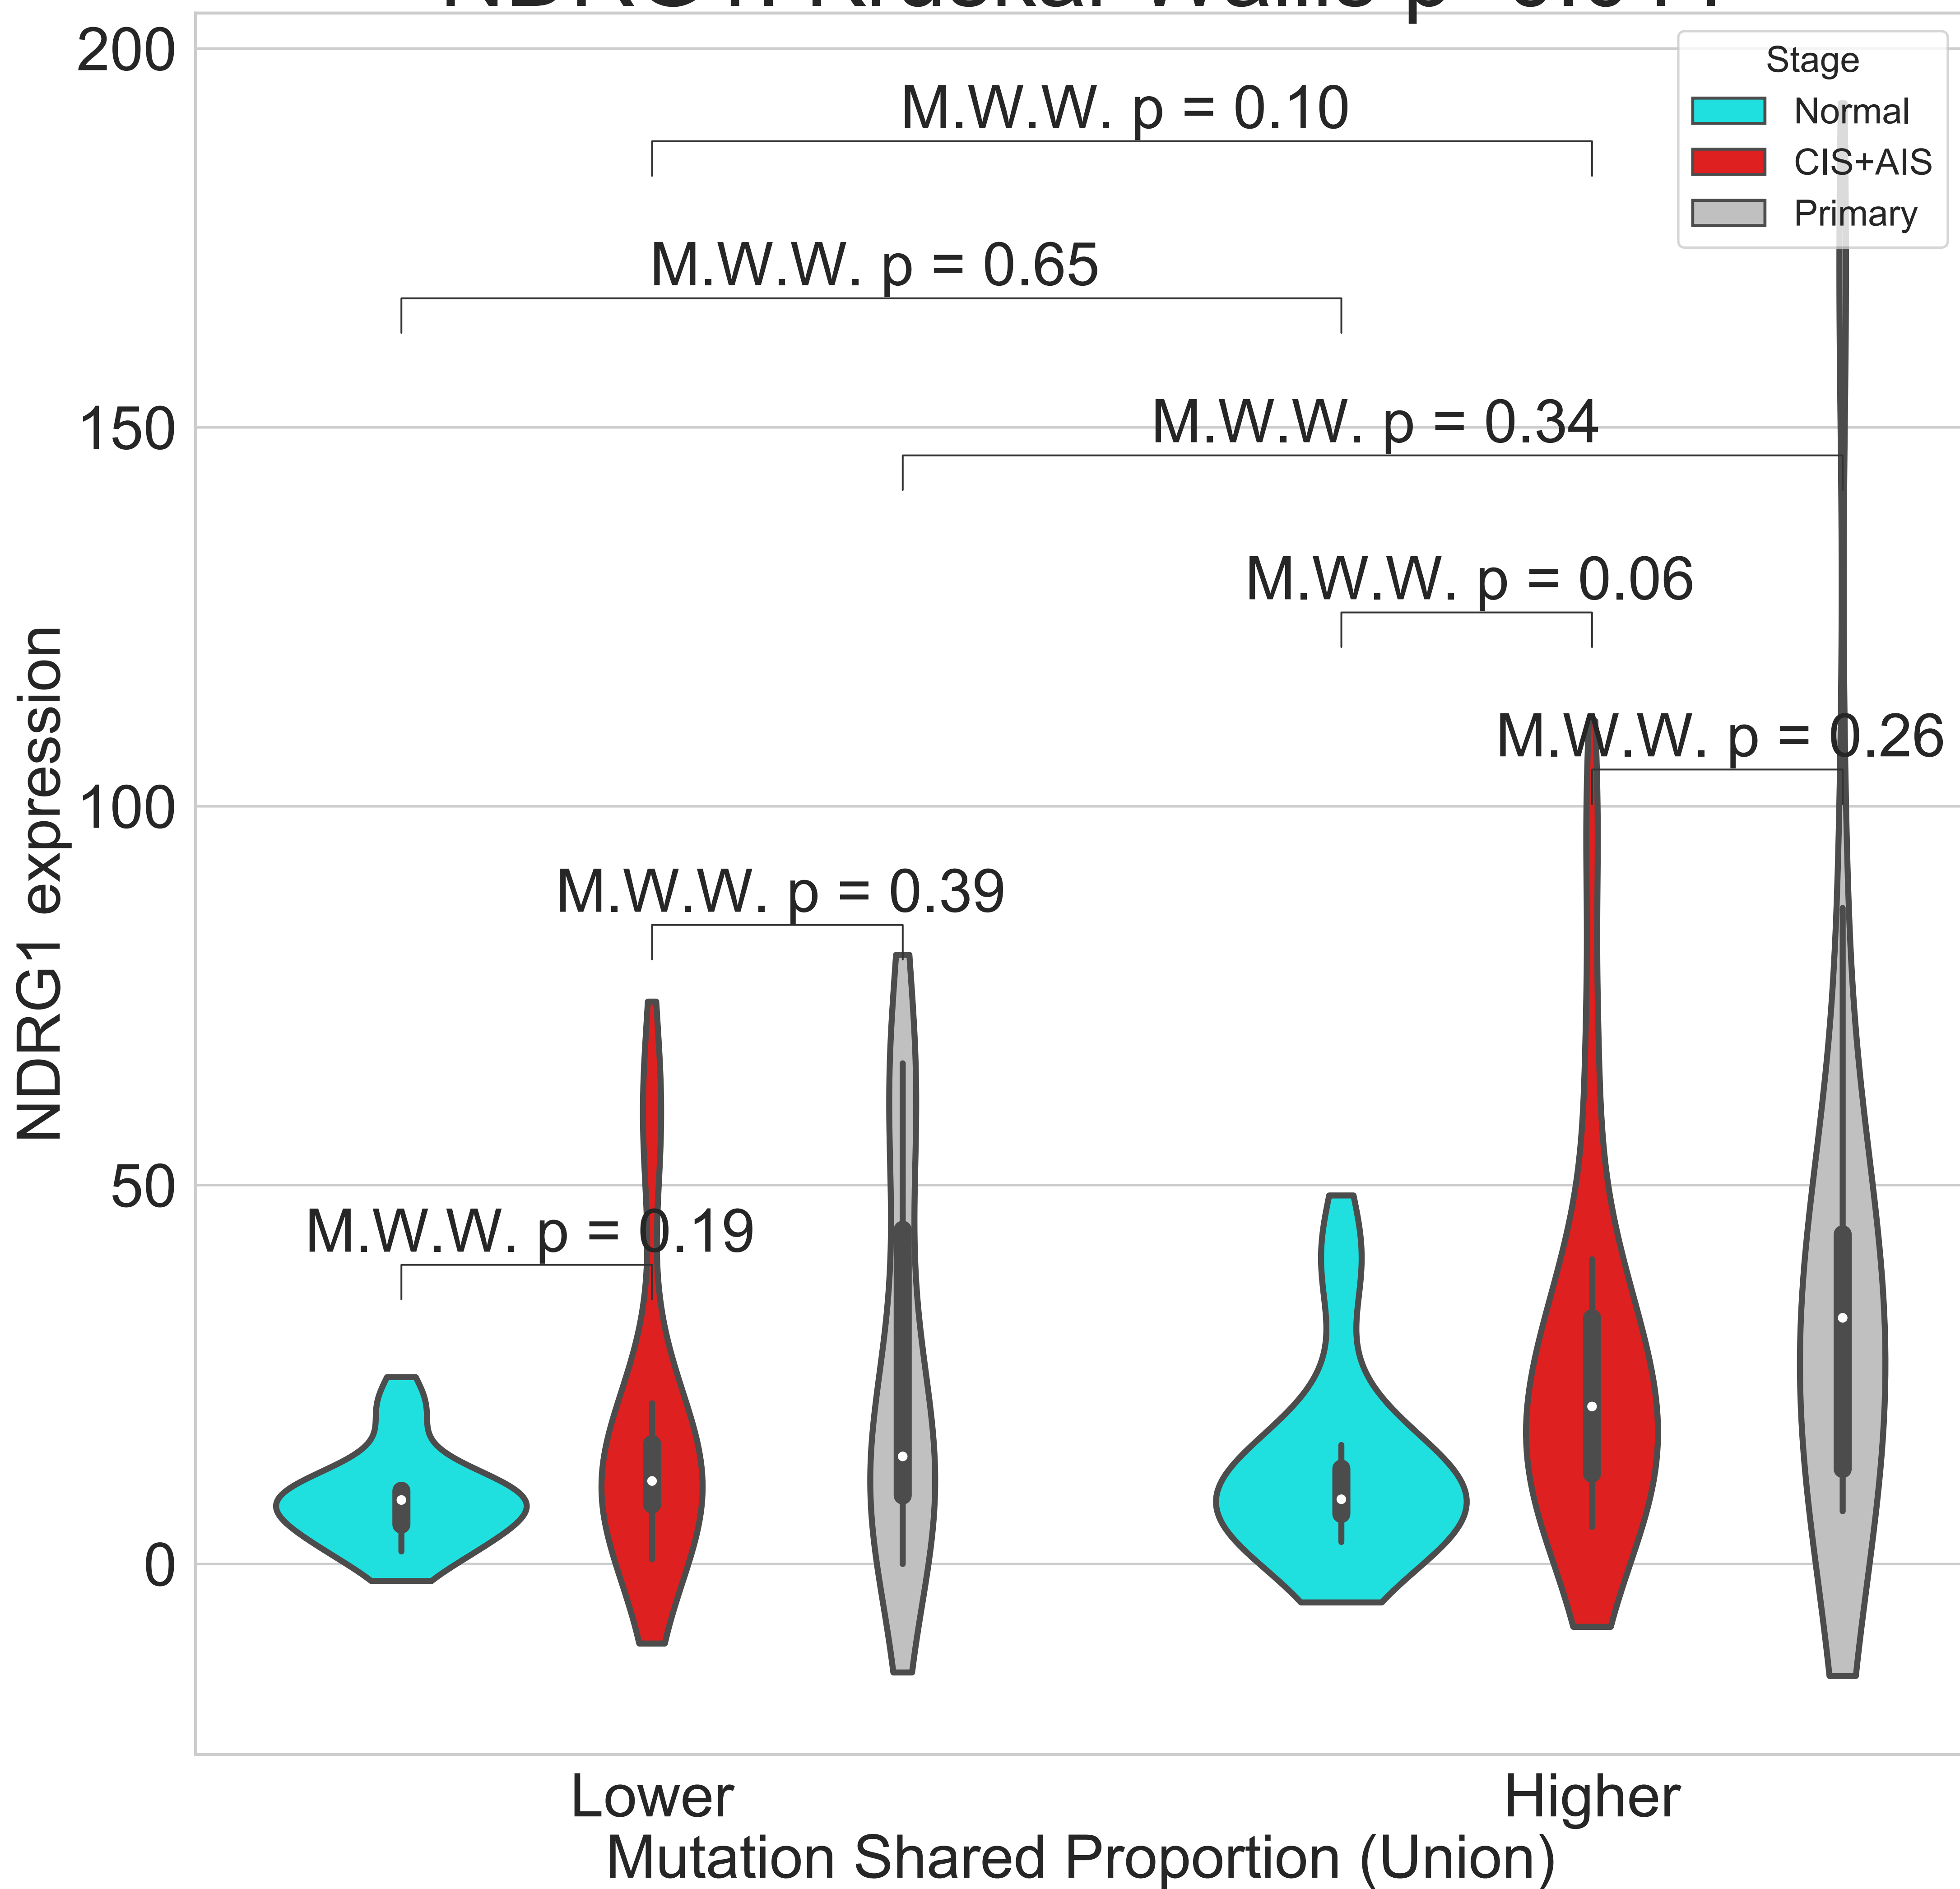 200
M.W.W. p = 0.10
Stage
Normal
CIS+AIS
Primary
M.W.W. p = 0.65
150
M.W.W. p = 0.34
M.W.W. p = 0.06
M.W.W. p = 0.26
100
M.W.W. p = 0.39
NDRG1 expression
50
M.W.W. p = 0.19
0
Lower
Higher
Mutation Shared Proportion (Union)